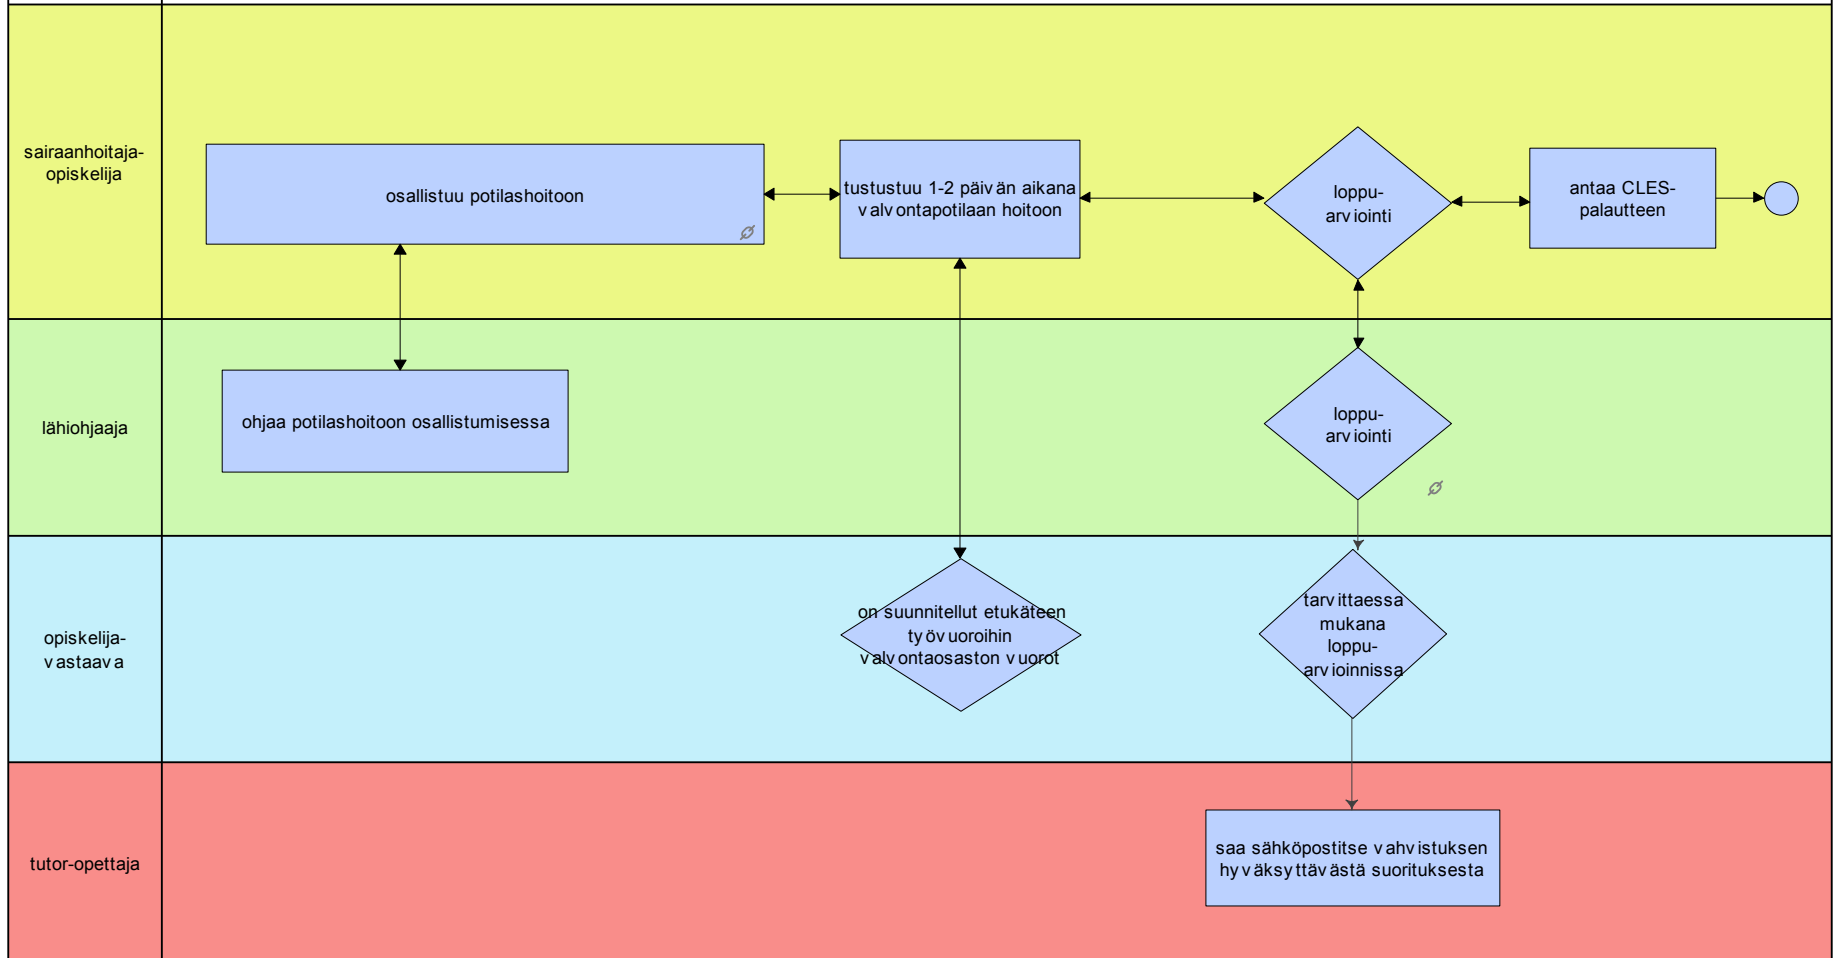 sairaanhoitaja-
opiskelija
osallistuu potilashoitoon
tustustuu 1-2 päivän aikana
valvontapotilaan hoitoon
loppu-
arviointi
antaa CLES-
palautteen
lähiohjaaja
ohjaa potilashoitoon osallistumisessa
loppu-
arviointi
opiskelija-
vastaava
on suunnitellut etukäteen
työvuoroihin
valvontaosaston vuorot
tarvittaessa
mukana
loppu-
arvioinnissa
tutor-opettaja
saa sähköpostitse vahvistuksen
hyväksyttävästä suorituksesta